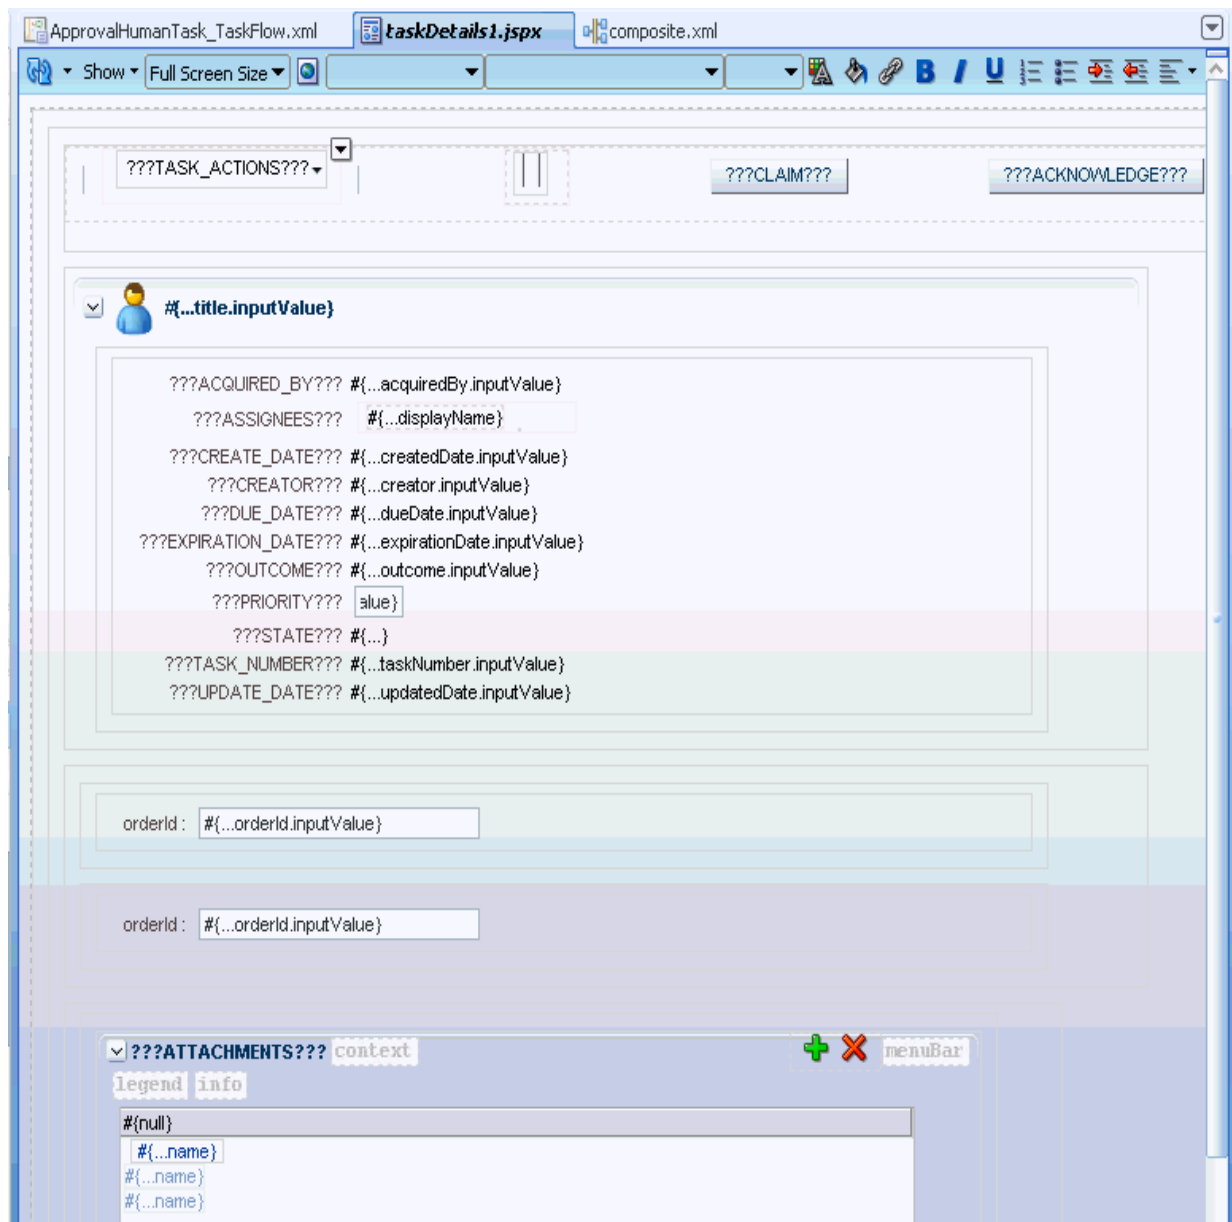 ApprovalHumanTask_TaskFlow.xml taskDetails1.jspx composite.xml
Show Full Screen Size B I U
???TASK_ACTIONS??? ???CLAIM??? ???ACKNOWLEDGE???
#{...title.inputValue}
???ACQUIRED_BY??? #{...acquiredBy.inputValue}
???ASSIGNEES??? #{...displayName}
???CREATE_DATE??? #{...createdDate.inputValue}
???CREATOR??? #{...creator.inputValue}
???DUE_DATE??? #{...dueDate.inputValue}
???EXPIRATION_DATE??? #{...expirationDate.inputValue}
???OUTCOME??? #{...outcome.inputValue}
???PRIORITY??? alue}
???STATE??? #{...}
???TASK_NUMBER??? #{...taskNumber.inputValue}
???UPDATE_DATE??? #{...updatedDate.inputValue}
orderId : #{...orderId.inputValue}
orderId : #{...orderId.inputValue}
???ATTACHMENTS??? context menuBar
legend info
#{null}
#{...name}
#{...name}
#{...name}